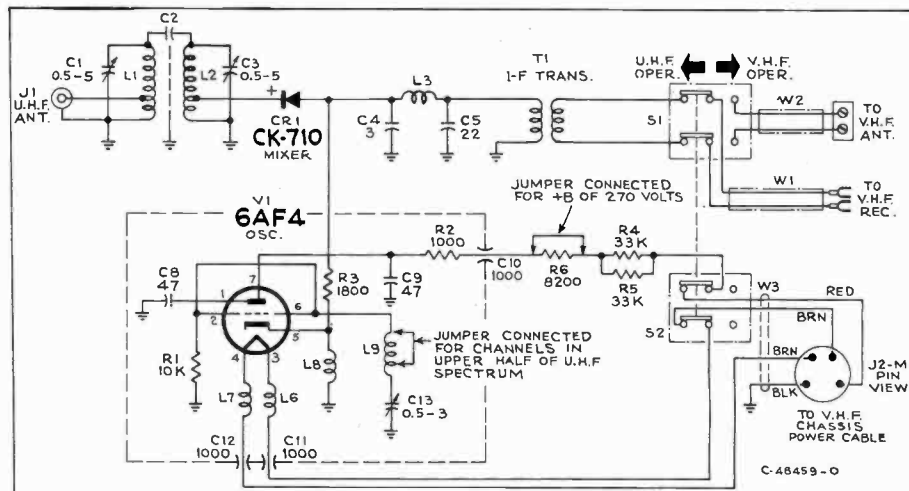 C2
C1
0.5-5
L1
L2
C3
0.5-5
J1
U.H.F.
ANT.
+
CR1
CK-710
MIXER
L3
C4
3
C5
22
T1
I-F TRANS.
U.H.F.
OPER.
V.H.F.
OPER.
S1
W2
TO
V.H.F.
ANT.
W1
TO
V.H.F.
REC.
JUMPER CONNECTED
FOR +B OF 270 VOLTS
V1
6AF4
OSC.
R2
1000
C10
1000
R6
8200
R4
33K
R5
33K
C8
47
7
1
2
6
5
4
3
R3
1800
C9
47
R1
10K
L8
L9
JUMPER CONNECTED
FOR CHANNELS IN
UPPER HALF OF U.H.F
SPECTRUM
C13
0.5-3
L7
L6
C12
1000
C11
1000
S2
W3
RED
BRN
BRN
BLK
J2-M
PIN
VIEW
TO V.H.F.
CHASSIS
POWER CABLE
C-48459-0